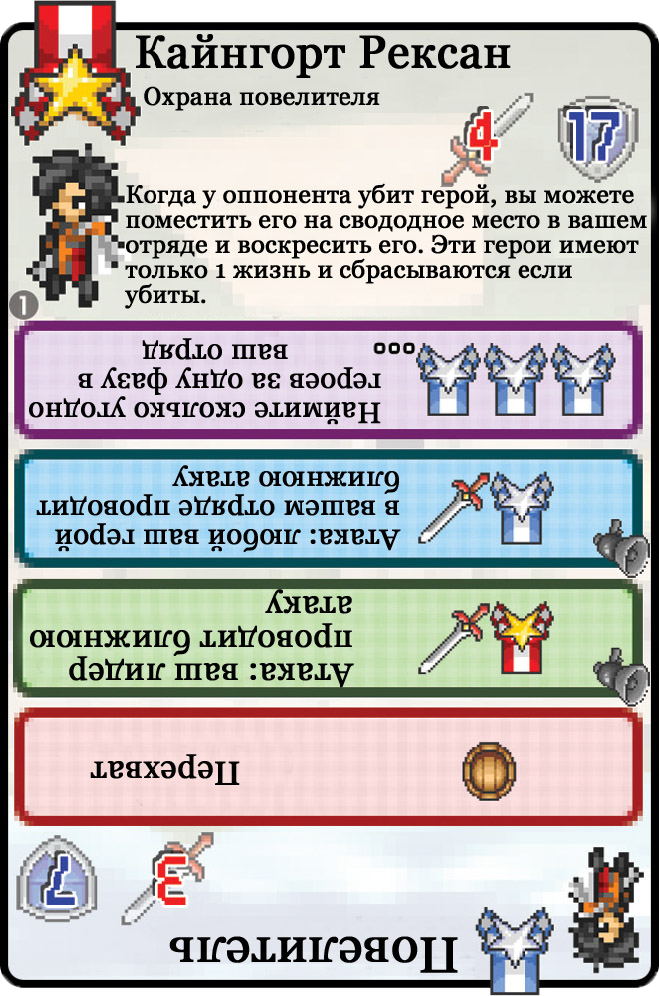 Кайнгорт Рексан
Охрана повелителя
4
17
Когда у оппонента убит герой, вы можете
поместить его на свододное место в вашем
отряде и воскресить его. Эти герои имеют
только 1 жизнь и сбрасываются если
убиты.
1
Повелитель
3
7
Перехват
Атака: ваш лидер
проводит ближнюю
атаку
Атака: любой ваш герой
в вашем отряде проводит
ближнюю атаку
Наймите сколько угодно
героев за одну фазу в
ваш отряд